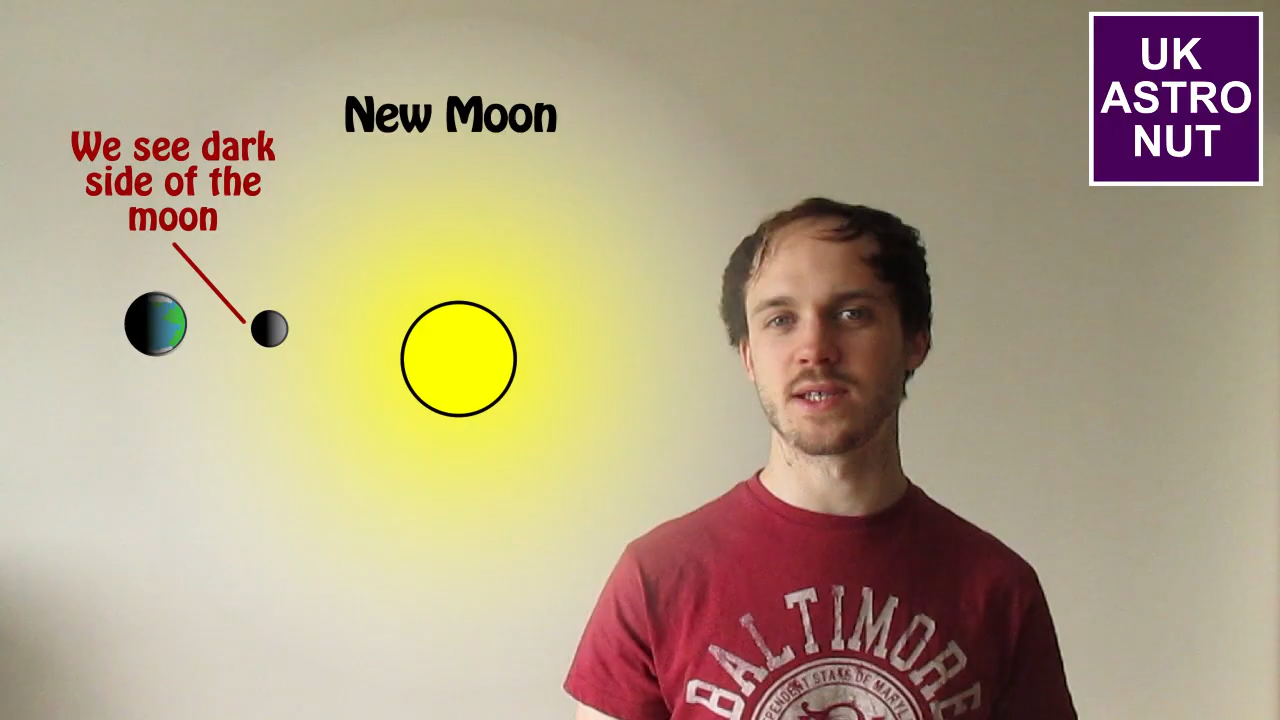 New Moon
We see dark
side of the
moon
UK
ASTRO
NUT
BALTIMORE